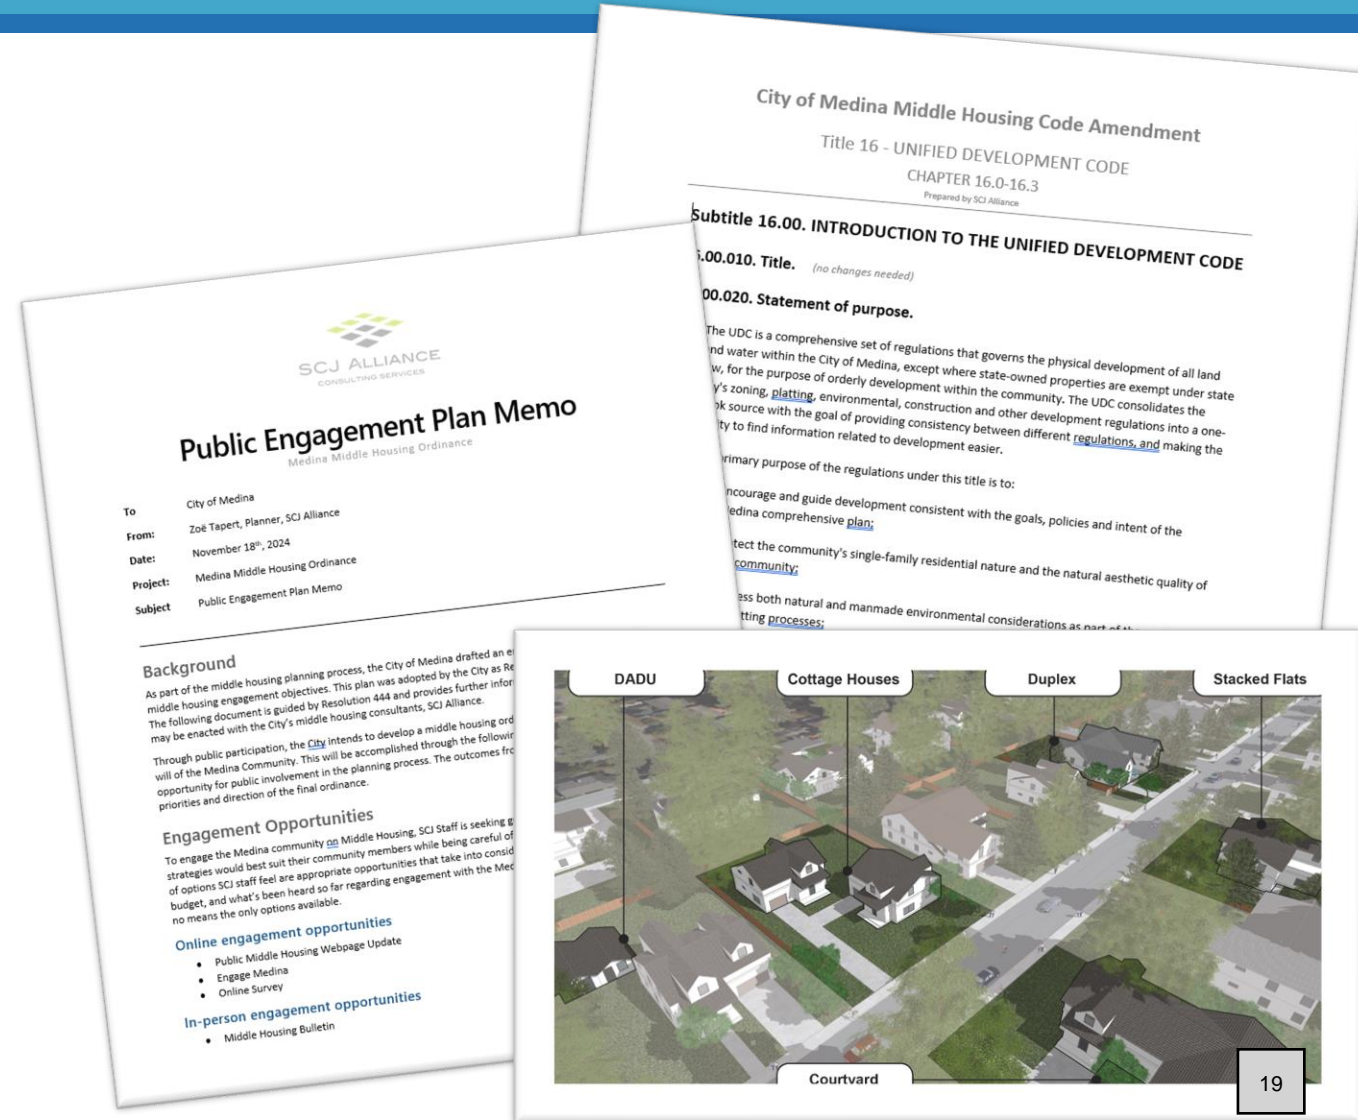 City of Medina Middle Housing Code Amendment
Title 16 - UNIFIED DEVELOPMENT CODE
CHAPTER 16.0-16.3
Prepared by SCJ Alliance
Subtitle 16.00. INTRODUCTION TO THE UNIFIED DEVELOPMENT CODE
.00.010. Title. (no changes needed)
00.020. Statement of purpose.
The UDC is a comprehensive set of regulations that governs the physical development of all land
nd water within the City of Medina, except where state-owned properties are exempt under state
w, for the purpose of orderly development within the community. The UDC consolidates the
y's zoning, platting, environmental, construction and other development regulations into a one-
ok source with the goal of providing consistency between different regulations, and making the
ity to find information related to development easier.
primary purpose of the regulations under this title is to:
ncourage and guide development consistent with the goals, policies and intent of the
edina comprehensive plan;
tect the community's single-family residential nature and the natural aesthetic quality of
community;
ess both natural and manmade environmental considerations as part of
tting processes;
SCJ ALLIANCE
CONSULTING SERVICES
Public Engagement Plan Memo
Medina Middle Housing Ordinance
To City of Medina
From: Zoë Tapert, Planner, SCJ Alliance
Date: November 18th, 2024
Project: Medina Middle Housing Ordinance
Subject Public Engagement Plan Memo
Background
As part of the middle housing planning process, the City of Medina drafted an e
middle housing engagement objectives. This plan was adopted by the City as Re
The following document is guided by Resolution 444 and provides further infor
may be enacted with the City's middle housing consultants, SCJ Alliance.
Through public participation, the City intends to develop a middle housing ord
will of the Medina Community. This will be accomplished through the followin
opportunity for public involvement in the planning process. The outcomes fro
priorities and direction of the final ordinance.
Engagement Opportunities
To engage the Medina community on Middle Housing, SCJ Staff is seeking g
strategies would best suit their community members while being careful of
of options SCJ staff feel are appropriate opportunities that take into consid
budget, and what's been heard so far regarding engagement with the Med
no means the only options available.
Online engagement opportunities
• Public Middle Housing Webpage Update
• Engage Medina
• Online Survey
In-person engagement opportunities
• Middle Housing Bulletin
DADU
Cottage Houses
Duplex
Stacked Flats
Courtyard
19